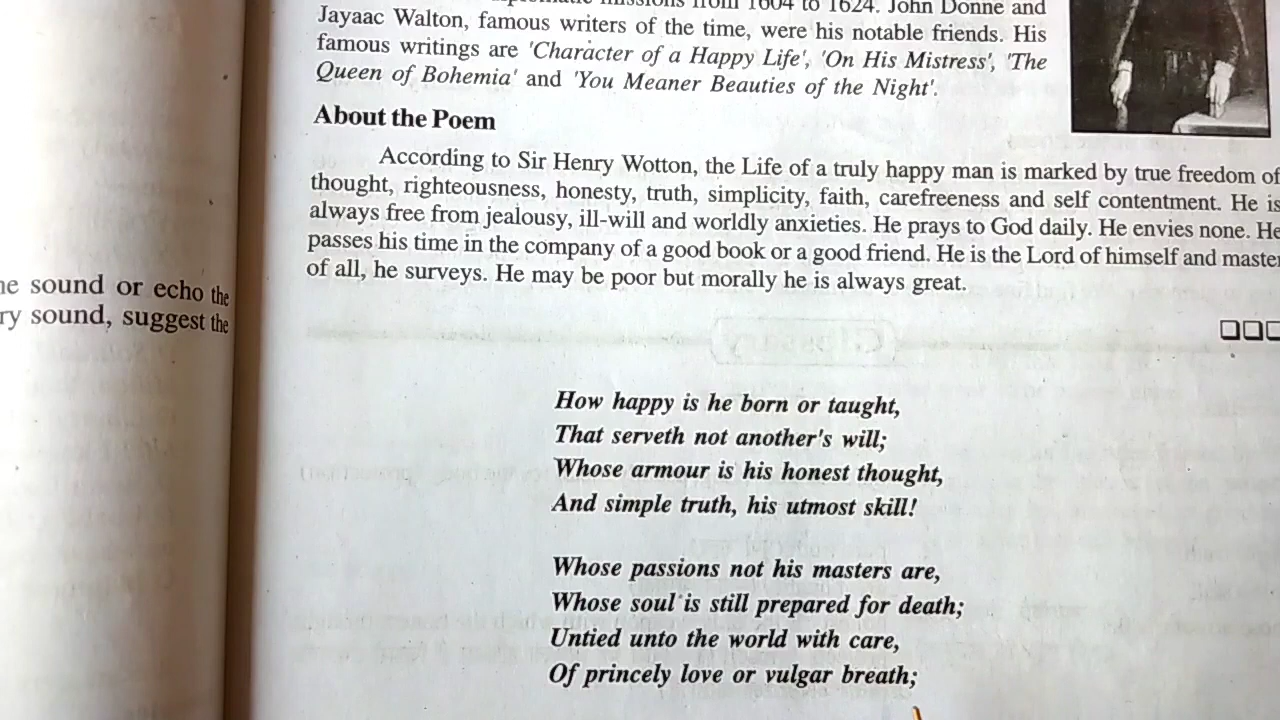 missions from 1604 to 1624. John Donne and
Jayaac Walton, famous writers of the time, were his notable friends. His
famous writings are 'Character of a Happy Life', 'On His Mistress', 'The
Queen of Bohemia' and 'You Meaner Beauties of the Night'.
About the Poem
According to Sir Henry Wotton, the Life of a truly happy man is marked by true freedom of
thought, righteousness, honesty, truth, simplicity, faith, carefreeness and self contentment. He is
always free from jealousy, ill-will and worldly anxieties. He prays to God daily. He envies none. He
passes his time in the company of a good book or a good friend. He is the Lord of himself and master
of all, he surveys. He may be poor but morally he is always great.
sound or echo the
sound, suggest the
How happy is he born or taught,
That serveth not another's will;
Whose armour is his honest thought,
And simple truth, his utmost skill!
Whose passions not his masters are,
Whose soul is still prepared for death;
Untied unto the world with care,
Of princely love or vulgar breath;